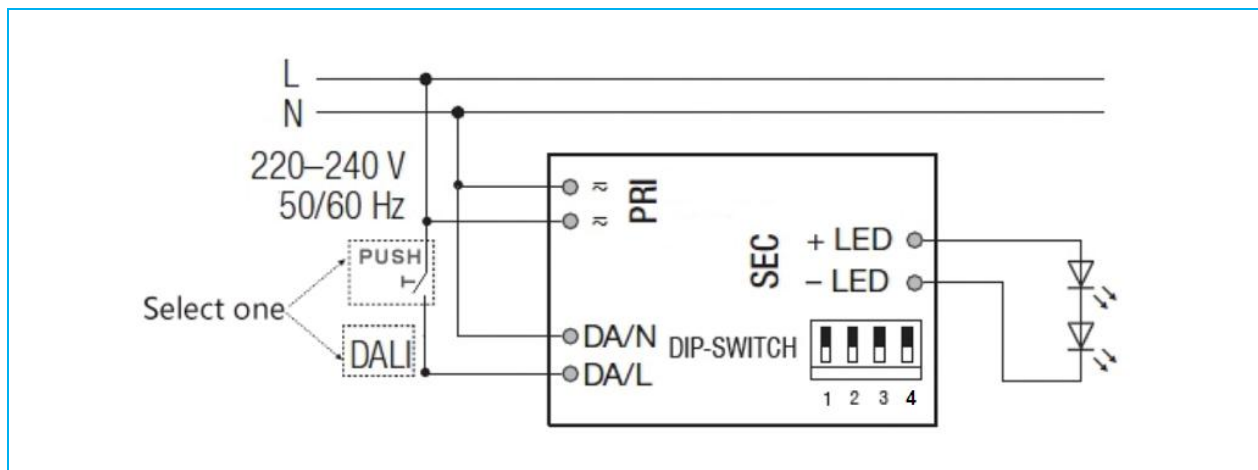 L
N
220–240 V
50/60 Hz
≂ PRI
≂
PUSH
Select one
DALI
SEC
+ LED
– LED
DA/N
DA/L
DIP-SWITCH
1 2 3 4